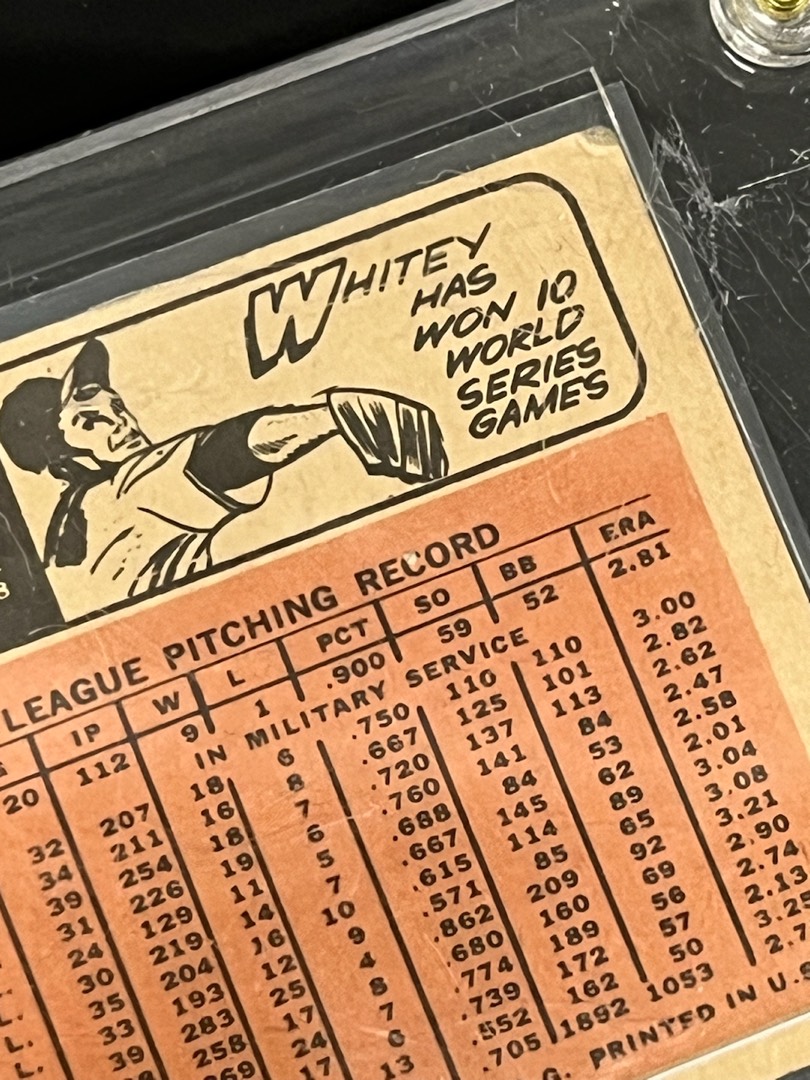 WHITEY
HAS
WON 10
WORLD
SERIES
GAMES
LEAGUE PITCHING RECORD
IP W L PCT SO BB ERA
20 112 9 1 .900 59 52 2.81
IN MILITARY SERVICE
32 207 18 6 .750 110 110 3.00
34 211 16 8 .667 125 101 2.82
39 254 18 7 .720 137 113 2.62
31 226 19 6 .760 141 84 2.47
24 129 11 5 .688 84 53 2.58
30 219 14 7 .667 145 62 2.01
35 204 16 10 .615 114 89 3.04
L. 33 193 12 9 .571 85 65 3.08
L. 39 283 25 4 .862 209 92 3.21
258 17 8 .680 160 69 2.90
24 7 .774 189 56 2.74
17 6 .739 172 57 2.13
13 .552 162 50 3.25
.705 1892 1053 2.7
G. PRINTED IN U.S